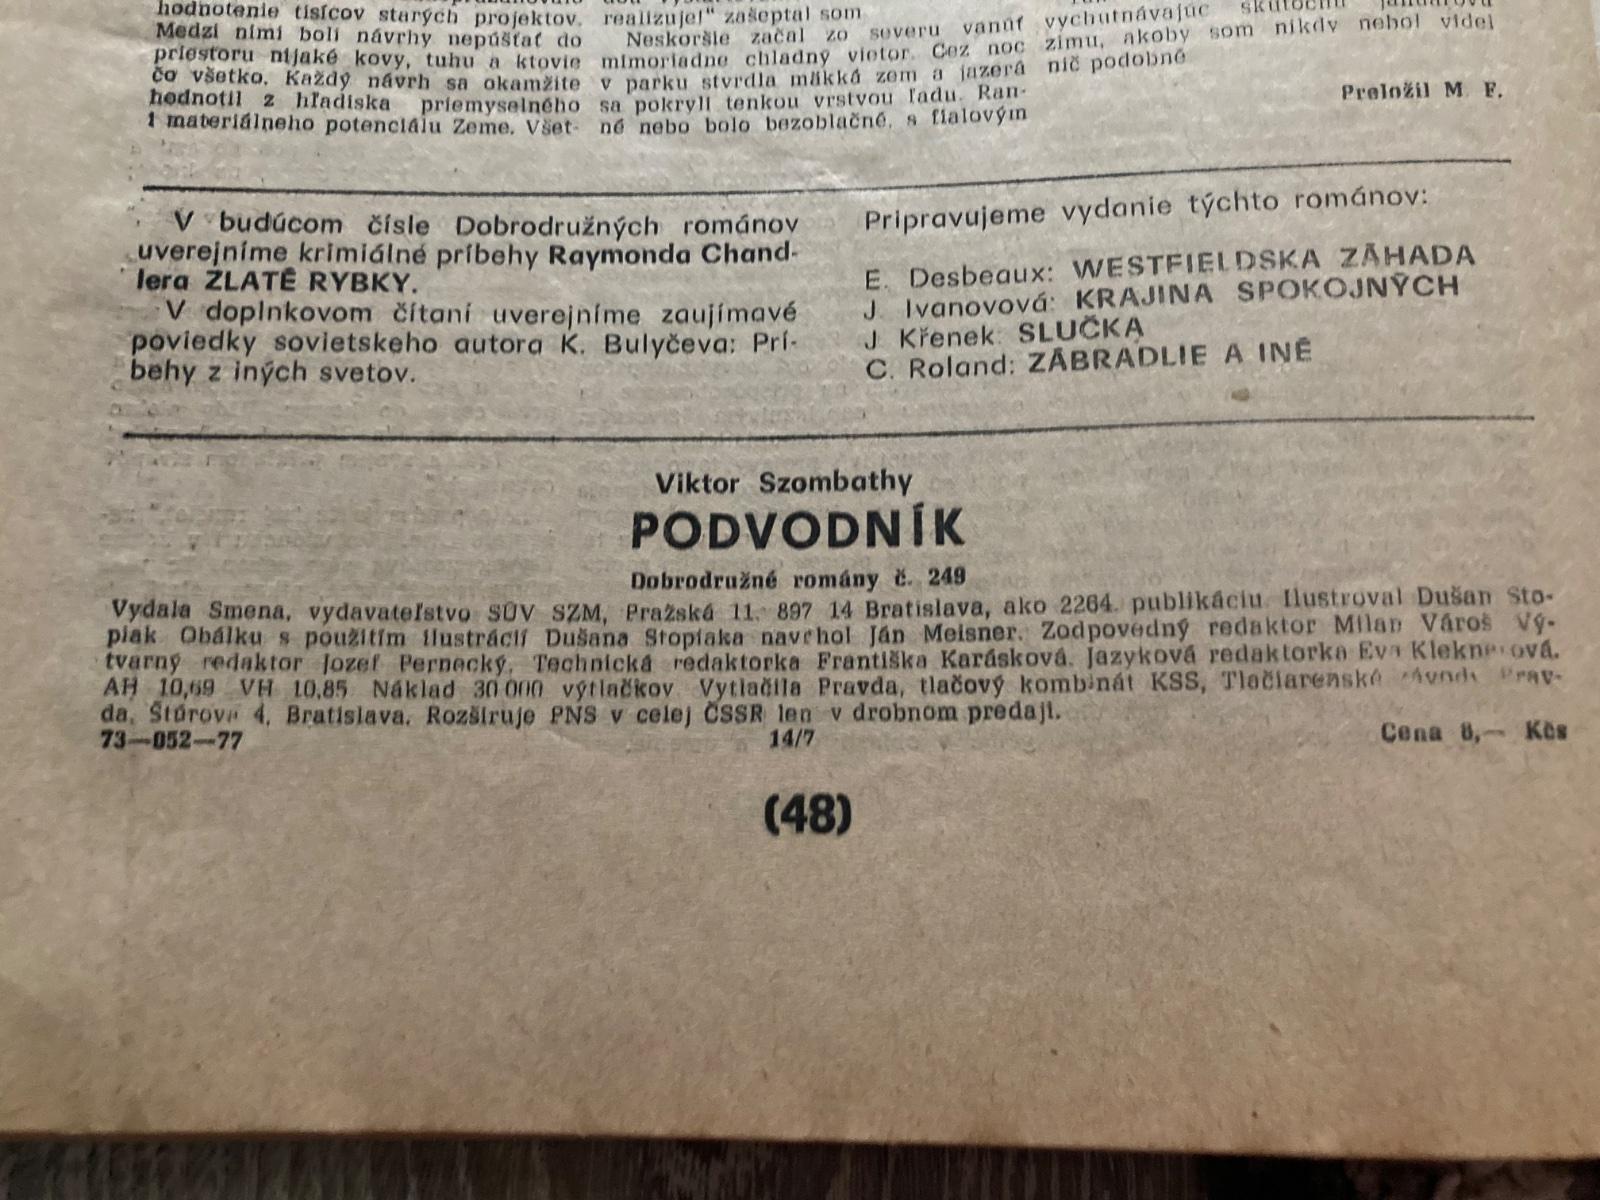 hodnotenie tisícov starých projektov.
Medzi nimi boli návrhy nepúšťať do
priestoru nijaké kovy, tuhu a ktovie
čo všetko. Každý návrh sa okamžite
hodnotil z hľadiska priemyselného
i materiálneho potenciálu Zeme. Všet-
realizuje!" zašeptal som
Neskoršie začal zo severu vanúť
mimoriadne chladný vietor. Cez noc
v parku stvrdla mäkká zem a jazerá
sa pokryli tenkou vrstvou ľadu. Ran-
né nebo bolo bezoblačné, s fialovým
vychutnávajúc skutočnú januárovú
zimu, akoby som nikdy nebol videl
nič podobné
Preložil M. F.
V budúcom čísle Dobrodružných románov
uverejníme krimiálné príbehy Raymonda Chand-
lera ZLATÉ RYBKY.
V doplnkovom čítaní uverejníme zaujímavé
poviedky sovietskeho autora K. Bulyčeva: Prí-
behy z iných svetov.
Pripravujeme vydanie týchto románov:
E. Desbeaux: WESTFIELDSKA ZÁHADA
J Ivanovová: KRAJINA SPOKOJNÝCH
J Křenek: SLUČKA
C. Roland: ZÁBRADLIE A INÉ
Viktor Szombathy
PODVODNÍK
Dobrodružné romány č. 249
Vydala Smena, vydavateľstvo SÚV SZM, Pražská 11. 897 14 Bratislava, ako 2264. publikáciu. Ilustroval Dušan Sto-
piak Obálku s použitím ilustrácií Dušana Stopiaka navrhol Ján Meisner. Zodpovedný redaktor Milan Város Vý-
tvarný redaktor Jozef Pernecký. Technická redaktorka Františka Karásková. Jazyková redaktorka Eva Kleknerová.
AH 10,69 VH 10,85 Náklad 30 000 výtlačkov Vytlačila Pravda, tlačový kombinát KSS, Tlačiarenské závody Prav-
da, Štúrova 4, Bratislava. Rozširuje PNS v celej ČSSR len v drobnom predaji.
73—052—77
14/7
Cena 8,— Kčs
(48)